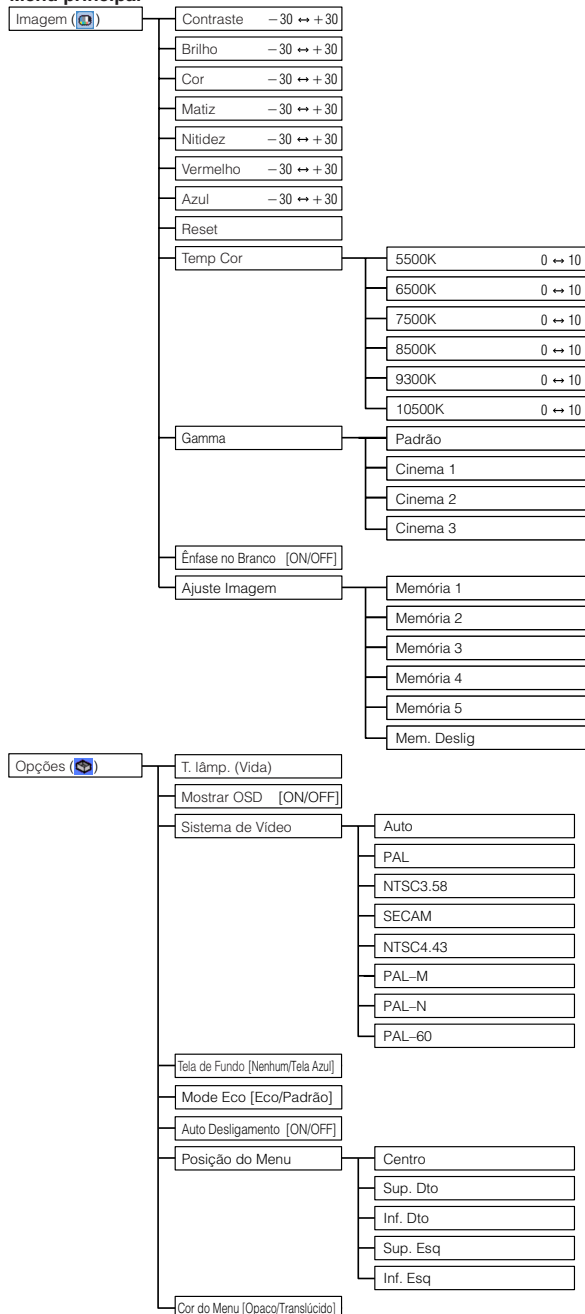 Menu principal
Imagem ( )
Contraste −30 ↔ +30
Brilho −30 ↔ +30
Cor −30 ↔ +30
Matiz −30 ↔ +30
Nitidez −30 ↔ +30
Vermelho −30 ↔ +30
Azul −30 ↔ +30
Reset
Temp Cor
5500K 0 ↔ 10
6500K 0 ↔ 10
7500K 0 ↔ 10
8500K 0 ↔ 10
9300K 0 ↔ 10
10500K 0 ↔ 10
Gamma
Padrão
Cinema 1
Cinema 2
Cinema 3
Ênfase no Branco [ON/OFF]
Ajuste Imagem
Memória 1
Memória 2
Memória 3
Memória 4
Memória 5
Mem. Deslig
Opções ( )
T. lâmp. (Vida)
Mostrar OSD [ON/OFF]
Sistema de Vídeo
Auto
PAL
NTSC3.58
SECAM
NTSC4.43
PAL–M
PAL–N
PAL–60
Tela de Fundo [Nenhum/Tela Azul]
Mode Eco [Eco/Padrão]
Auto Desligamento [ON/OFF]
Posição do Menu
Centro
Sup. Dto
Inf. Dto
Sup. Esq
Inf. Esq
Cor do Menu [Opaco/Translúcido]